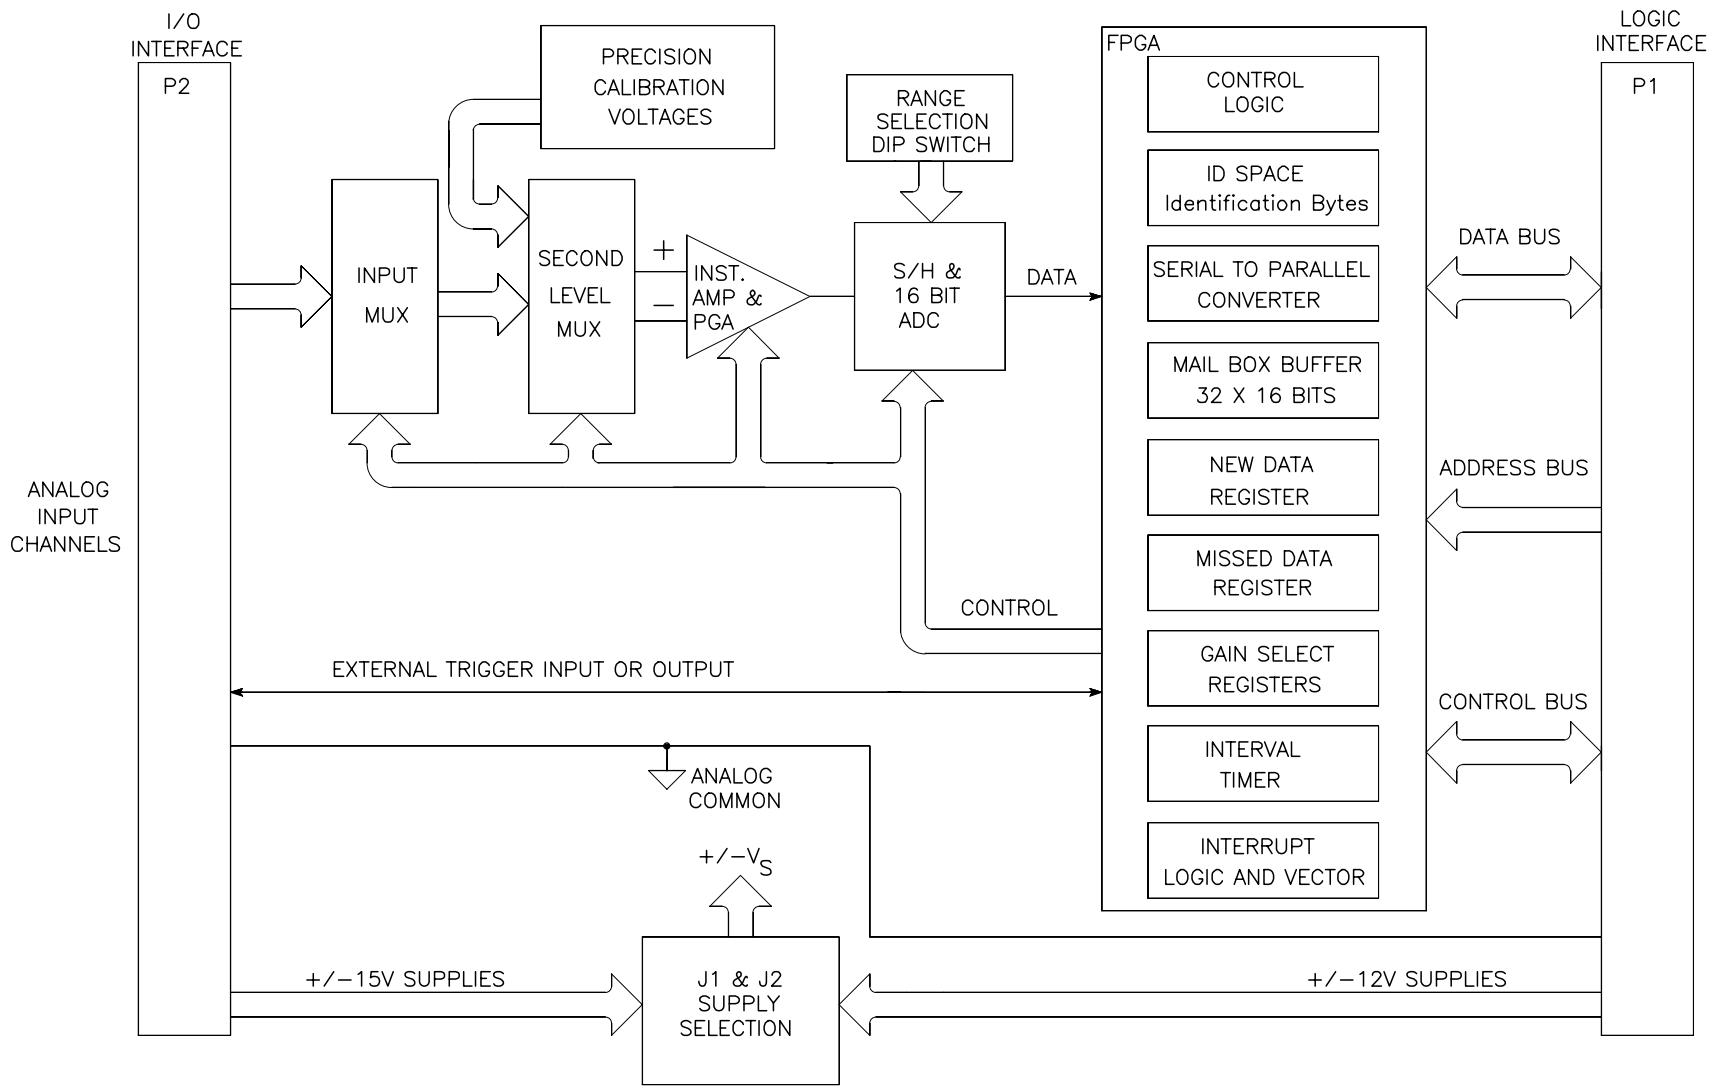 I/O
INTERFACE
P2
ANALOG
INPUT
CHANNELS
PRECISION
CALIBRATION
VOLTAGES
INPUT
MUX
SECOND
LEVEL
MUX
+
−
INST.
AMP &
PGA
RANGE
SELECTION
DIP SWITCH
S/H &
16 BIT
ADC
DATA
CONTROL
EXTERNAL TRIGGER INPUT OR OUTPUT
ANALOG
COMMON
+/−VS
+/−15V SUPPLIES
J1 & J2
SUPPLY
SELECTION
+/−12V SUPPLIES
FPGA
CONTROL
LOGIC
ID SPACE
Identification Bytes
SERIAL TO PARALLEL
CONVERTER
MAIL BOX BUFFER
32 X 16 BITS
NEW DATA
REGISTER
MISSED DATA
REGISTER
GAIN SELECT
REGISTERS
INTERVAL
TIMER
INTERRUPT
LOGIC AND VECTOR
DATA BUS
ADDRESS BUS
CONTROL BUS
LOGIC
INTERFACE
P1